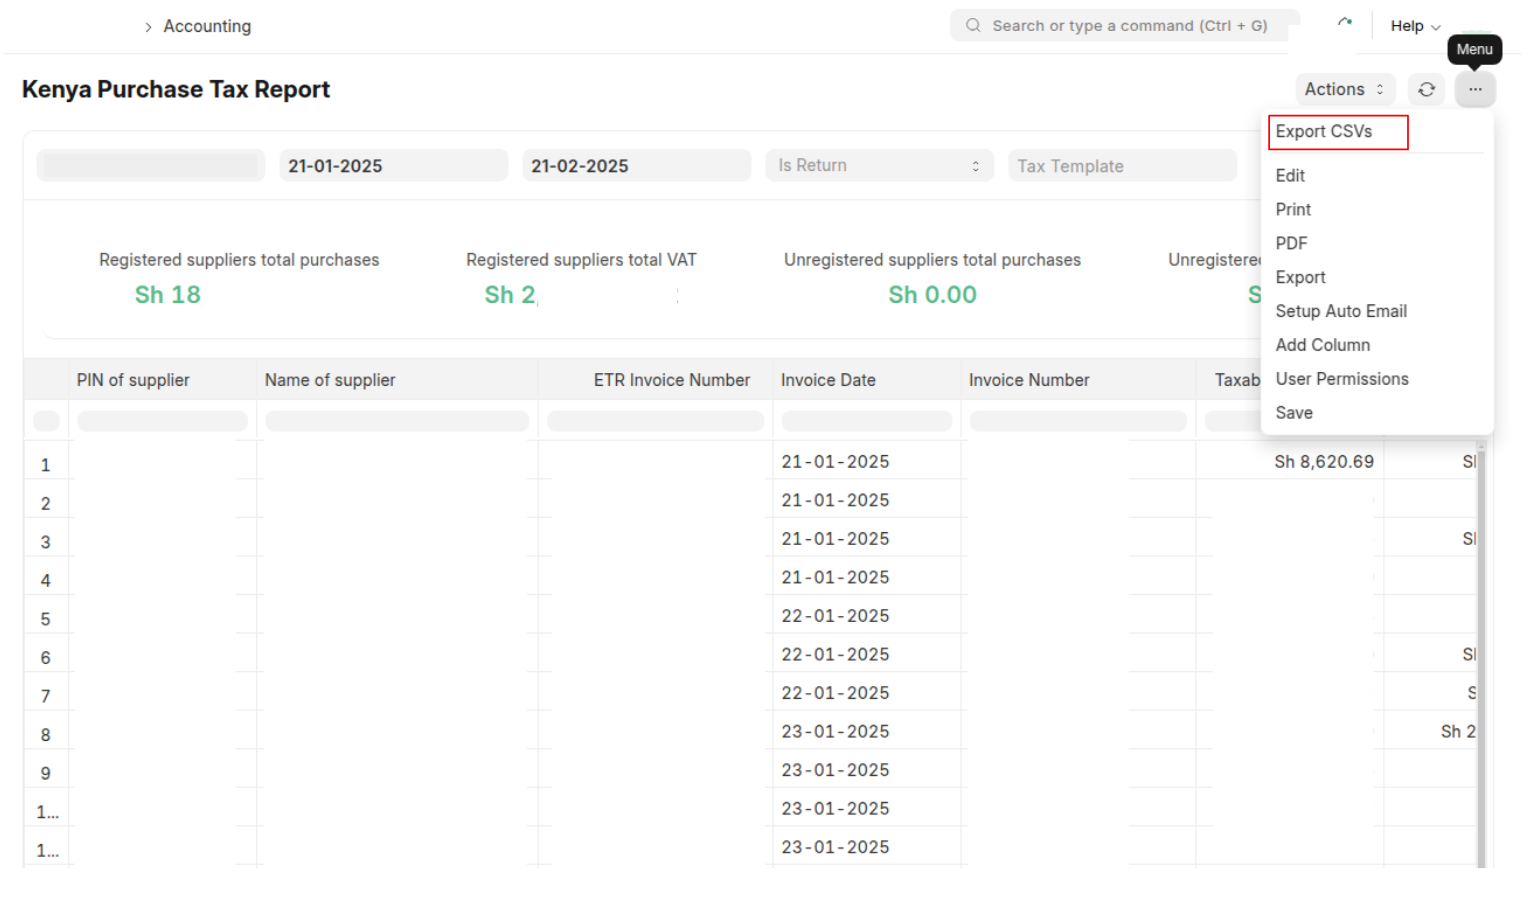 Accounting
Search or type a command (Ctrl + G)
Help
Menu
Kenya Purchase Tax Report
Actions
Export CSVs
21-01-2025
21-02-2025
Is Return
Tax Template
Edit
Print
PDF
Export
Setup Auto Email
Add Column
User Permissions
Save
Registered suppliers total purchases
Sh 18
Registered suppliers total VAT
Sh 2,
Unregistered suppliers total purchases
Sh 0.00
PIN of supplier Name of supplier ETR Invoice Number Invoice Date Invoice Number
1 21-01-2025 Sh 8,620.69
2 21-01-2025
3 21-01-2025
4 21-01-2025
5 22-01-2025
6 22-01-2025
7 22-01-2025
8 23-01-2025 Sh 2
9 23-01-2025
1... 23-01-2025
1... 23-01-2025